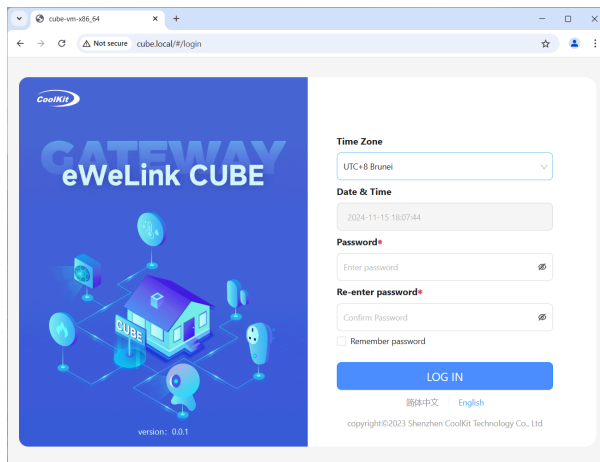 cube-vm-x86_64
Not secure
cube.local/#/login
CoolKit
GATEWAY
eWeLink CUBE
CUBE
version: 0.0.1
Time Zone
UTC+8 Brunei
Date & Time
2024-11-15 18:07:44
Password*
Enter password
Re-enter password*
Confirm Password
Remember password
LOG IN
简体中文 English
copyright©2023 Shenzhen CoolKit Technology Co., Ltd